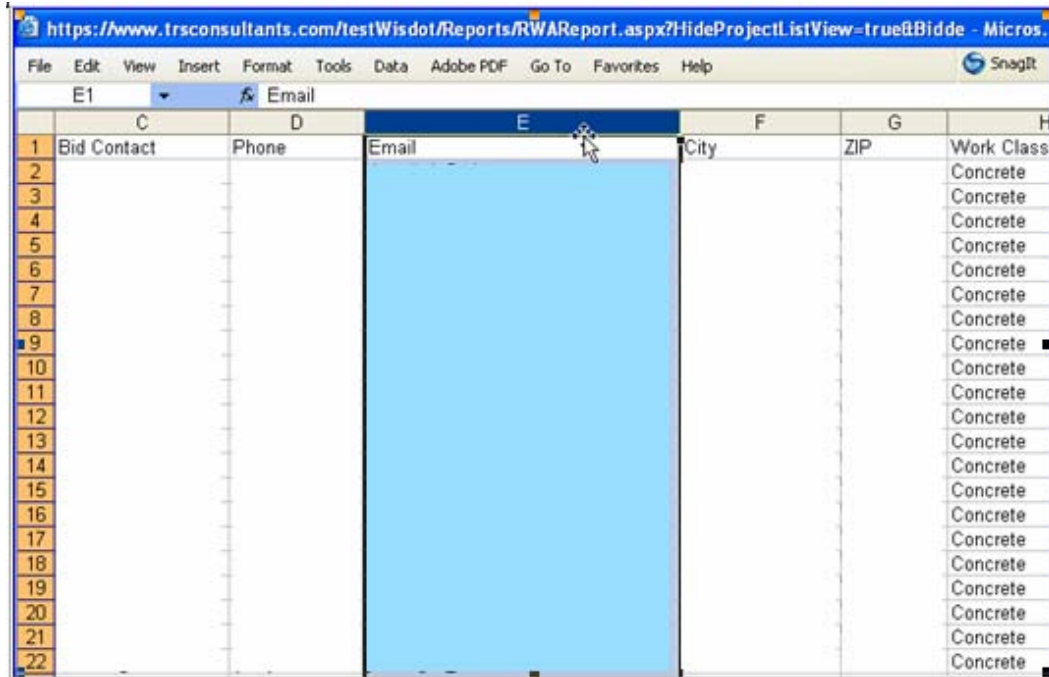 https://www.trsconsultants.com/testWisdot/Reports/RWAReport.aspx?HideProjectListView=true&Bidde - Micros.
File Edit View Insert Format Tools Data Adobe PDF Go To Favorites Help SnagIt
E1 fx Email
C D E F G H
1 Bid Contact Phone Email City ZIP Work Class
2 Concrete
3 Concrete
4 Concrete
5 Concrete
6 Concrete
7 Concrete
8 Concrete
9 Concrete
10 Concrete
11 Concrete
12 Concrete
13 Concrete
14 Concrete
15 Concrete
16 Concrete
17 Concrete
18 Concrete
19 Concrete
20 Concrete
21 Concrete
22 Concrete